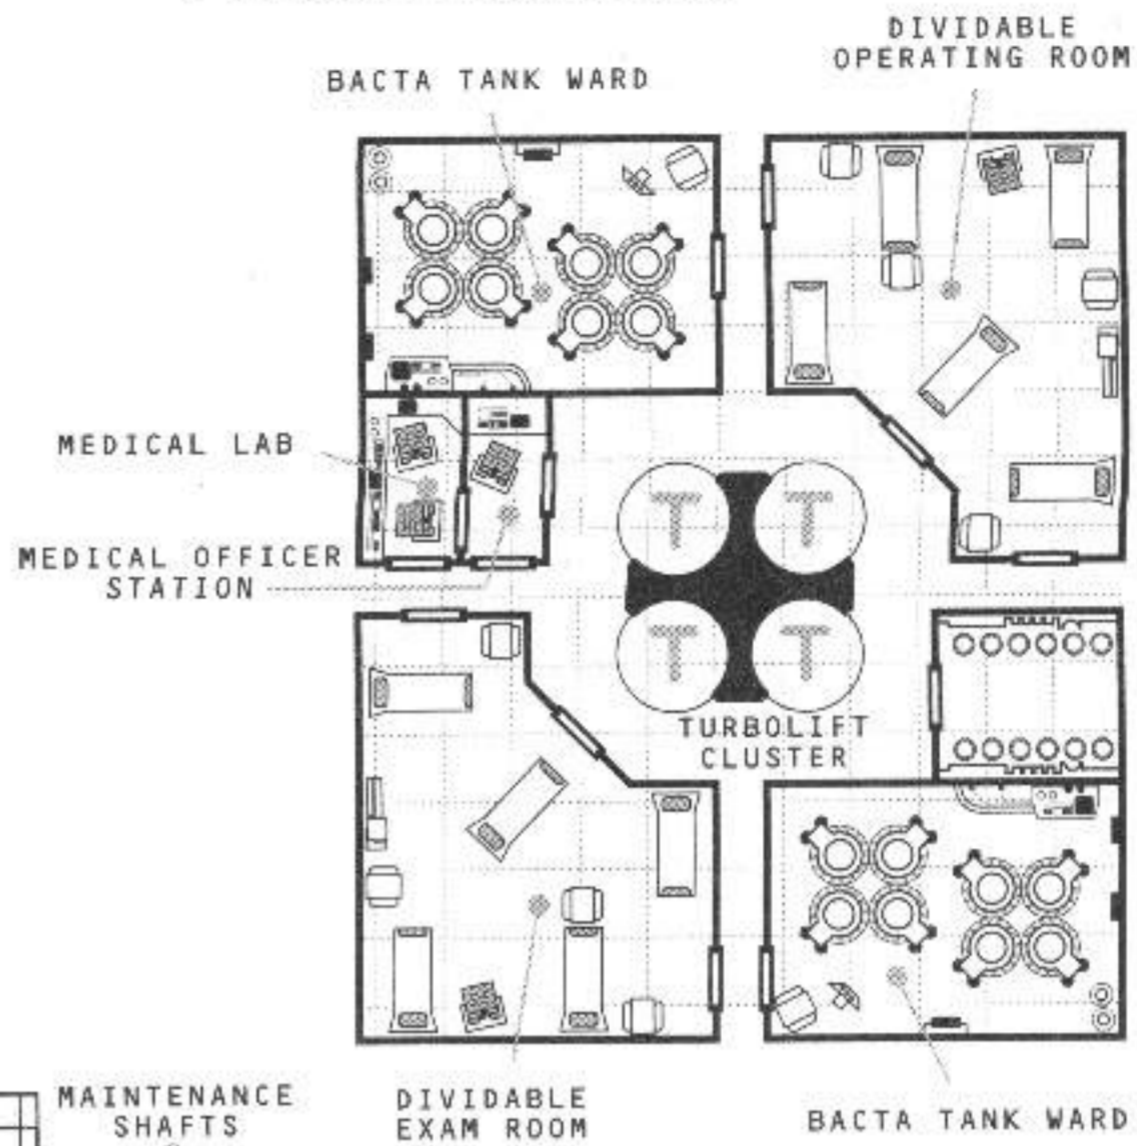 DIVIDABLE
OPERATING ROOM
BACTA TANK WARD
MEDICAL LAB
MEDICAL OFFICER
STATION
T T
T T
TURBOLIFT
CLUSTER
MAINTENANCE
SHAFTS
DIVIDABLE
EXAM ROOM
BACTA TANK WARD